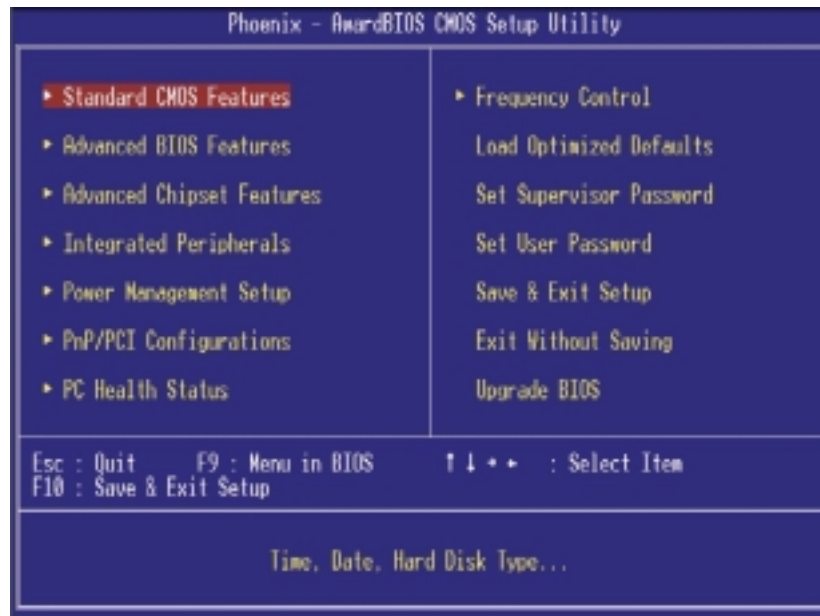 Phoenix - AwardBIOS CMOS Setup Utility
▸ Standard CMOS Features
▸ Advanced BIOS Features
▸ Advanced Chipset Features
▸ Integrated Peripherals
▸ Power Management Setup
▸ PnP/PCI Configurations
▸ PC Health Status
▸ Frequency Control
Load Optimized Defaults
Set Supervisor Password
Set User Password
Save & Exit Setup
Exit Without Saving
Upgrade BIOS
Esc : Quit F9 : Menu in BIOS ↑ ↓ → ← : Select Item
F10 : Save & Exit Setup
Time, Date, Hard Disk Type...